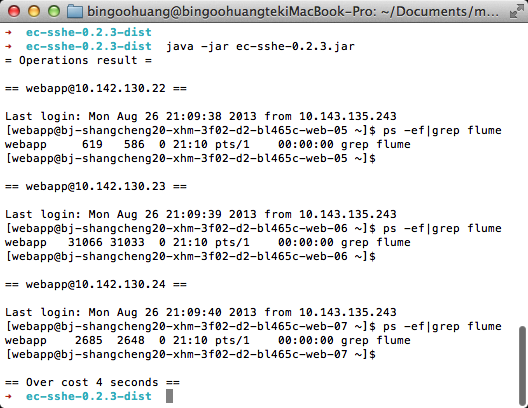 bingoohuang@bingoohuangtekiMacBook-Pro: ~/Documents/m...
➜  ec-sshe-0.2.3-dist
➜  ec-sshe-0.2.3-dist  java -jar ec-sshe-0.2.3.jar
= Operations result =
== webapp@10.142.130.22 ==
Last login: Mon Aug 26 21:09:38 2013 from 10.143.135.243
[webapp@bj-shangcheng20-xhm-3f02-d2-bl465c-web-05 ~]$ ps -ef|grep flume
webapp     619   586  0 21:10 pts/1    00:00:00 grep flume
[webapp@bj-shangcheng20-xhm-3f02-d2-bl465c-web-05 ~]$
== webapp@10.142.130.23 ==
Last login: Mon Aug 26 21:09:39 2013 from 10.143.135.243
[webapp@bj-shangcheng20-xhm-3f02-d2-bl465c-web-06 ~]$ ps -ef|grep flume
webapp   31066 31033  0 21:10 pts/1    00:00:00 grep flume
[webapp@bj-shangcheng20-xhm-3f02-d2-bl465c-web-06 ~]$
== webapp@10.142.130.24 ==
Last login: Mon Aug 26 21:09:40 2013 from 10.143.135.243
[webapp@bj-shangcheng20-xhm-3f02-d2-bl465c-web-07 ~]$ ps -ef|grep flume
webapp    2685  2648  0 21:10 pts/1    00:00:00 grep flume
[webapp@bj-shangcheng20-xhm-3f02-d2-bl465c-web-07 ~]$
== Over cost 4 seconds ==
➜  ec-sshe-0.2.3-dist